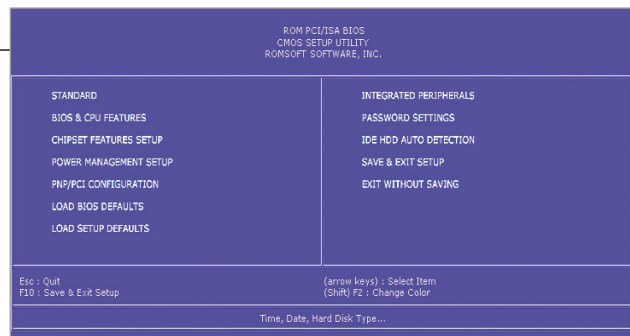 ROM PCI/ISA BIOS
CMOS SETUP UTILITY
ROMSOFT SOFTWARE, INC.
STANDARD
BIOS & CPU FEATURES
CHIPSET FEATURES SETUP
POWER MANAGEMENT SETUP
PNP/PCI CONFIGURATION
LOAD BIOS DEFAULTS
LOAD SETUP DEFAULTS
INTEGRATED PERIPHERALS
PASSWORD SETTINGS
IDE HDD AUTO DETECTION
SAVE & EXIT SETUP
EXIT WITHOUT SAVING
Esc : Quit
F10 : Save & Exit Setup
(arrow keys) : Select Item
(Shift) F2 : Change Color
Time, Date, Hard Disk Type...